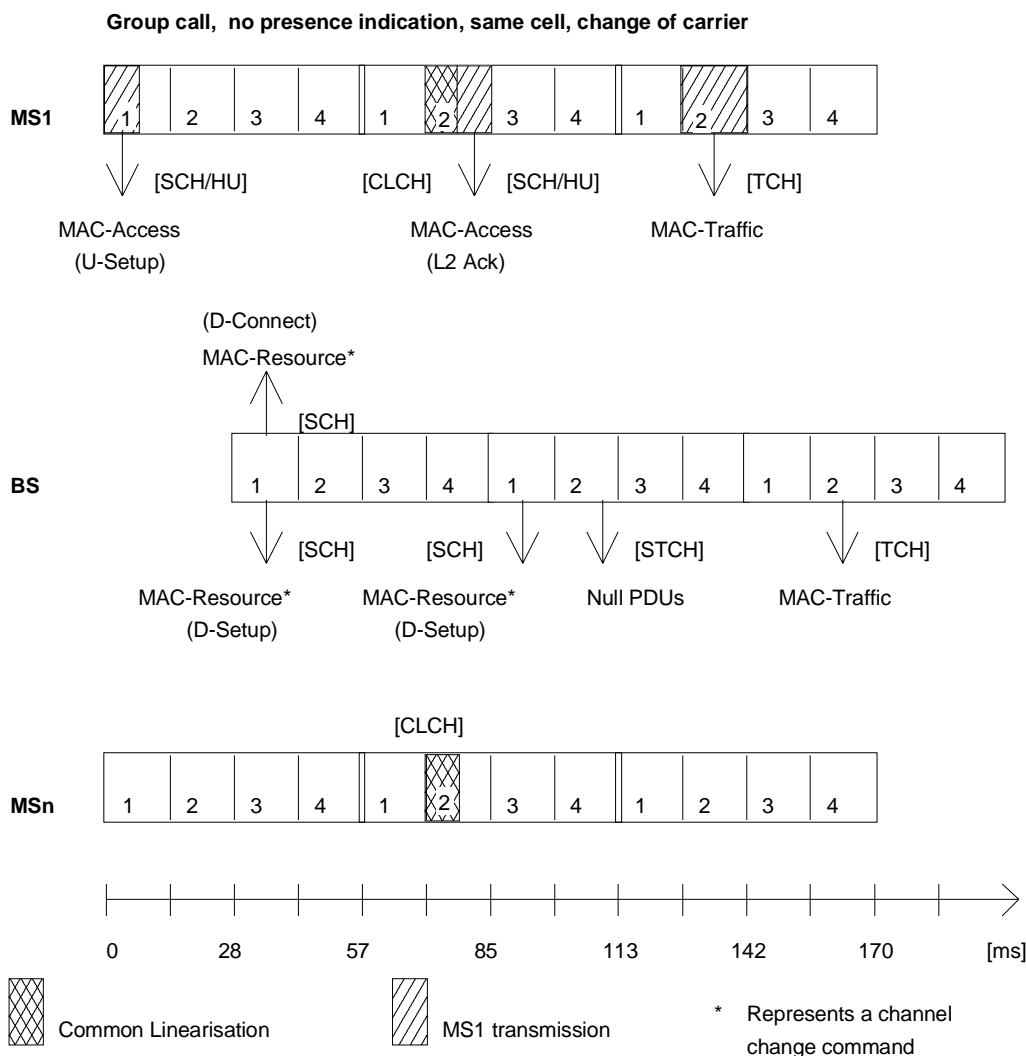 Group call, no presence indication, same cell, change of carrier
MS1
1 2 3 4 1 2 3 4 1 2 3 4
[SCH/HU] [CLCH] [SCH/HU] [TCH]
MAC-Access MAC-Access MAC-Traffic
(U-Setup) (L2 Ack)
(D-Connect)
MAC-Resource*
[SCH]
BS
1 2 3 4 1 2 3 4 1 2 3 4
[SCH] [SCH] [STCH] [TCH]
MAC-Resource* MAC-Resource* Null PDUs MAC-Traffic
(D-Setup) (D-Setup)
[CLCH]
MSn
1 2 3 4 1 2 3 4 1 2 3 4
0 28 57 85 113 142 170 [ms]
Common Linearisation
MS1 transmission
* Represents a channel
change command